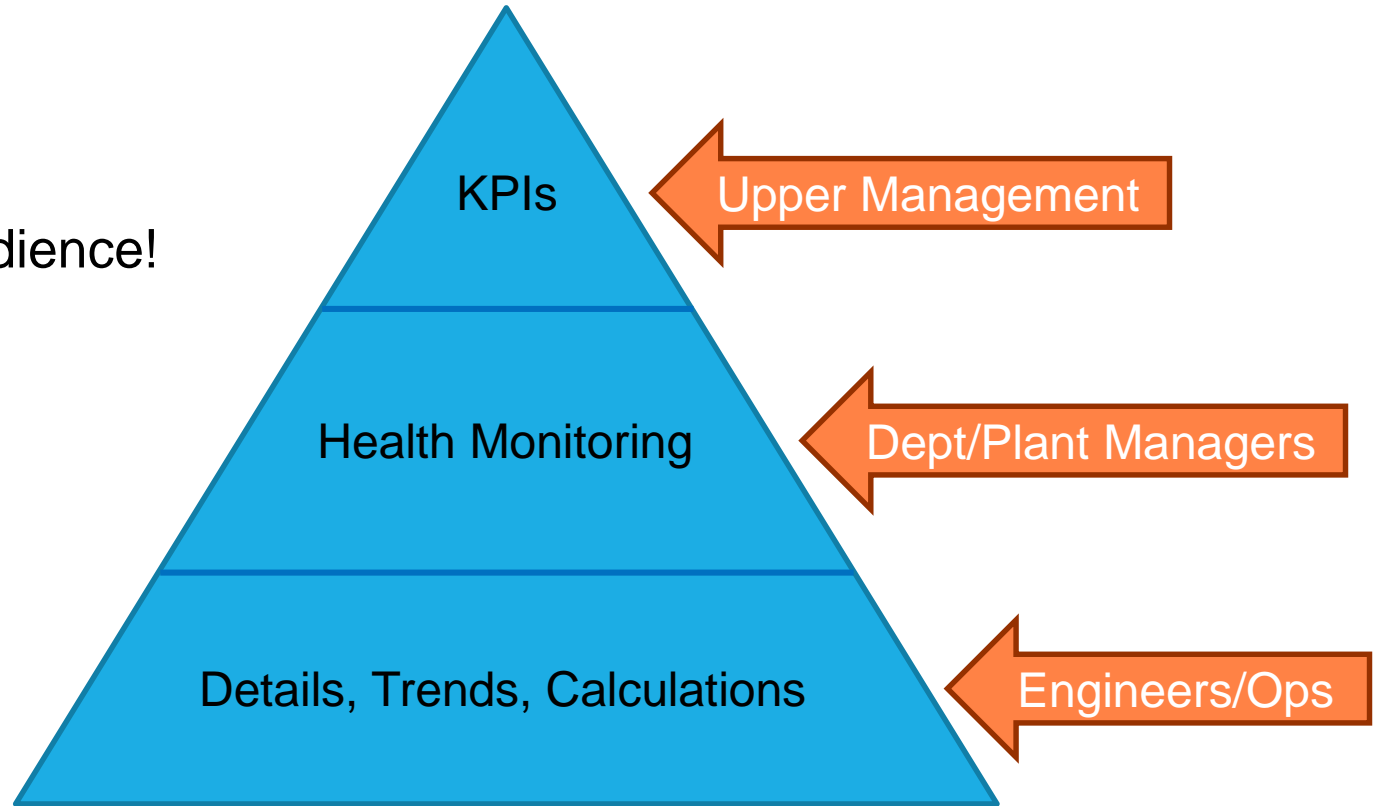 KPIs
Upper Management
dience!
Health Monitoring
Dept/Plant Managers
Details, Trends, Calculations
Engineers/Ops